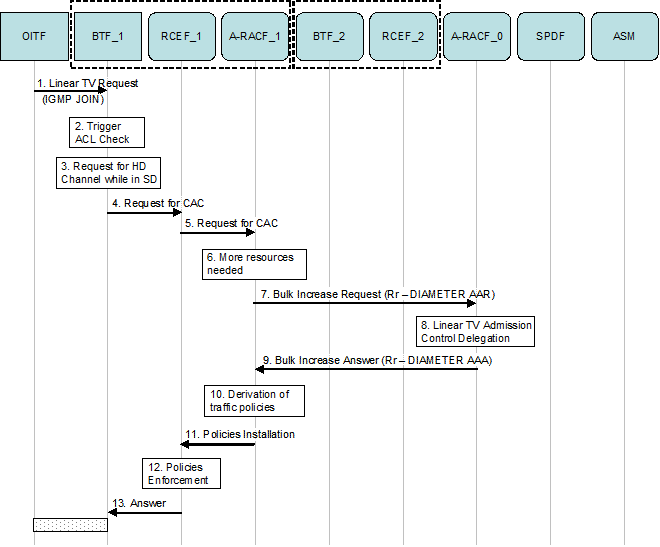 OITF
BTF_1
RCEF_1
A-RACF_1
BTF_2
RCEF_2
A-RACF_0
SPDF
ASM
1. Linear TV Request
(IGMP JOIN)
2. Trigger
ACL Check
3. Request for HD
Channel while in SD
4. Request for CAC
5. Request for CAC
6. More resources
needed
7. Bulk Increase Request (Rr – DIAMETER AAR)
8. Linear TV Admission
Control Delegation
9. Bulk Increase Answer (Rr – DIAMETER AAA)
10. Derivation of
traffic policies
11. Policies Installation
12. Policies
Enforcement
13. Answer